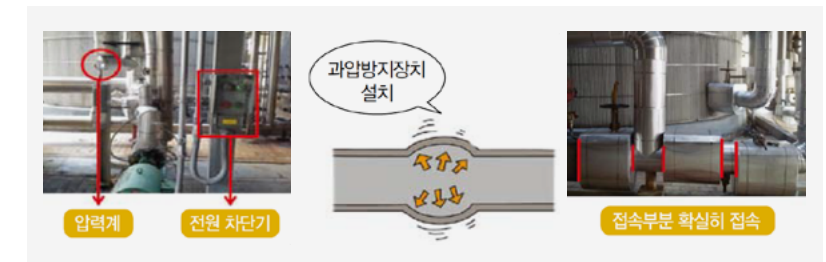 과압방지장치
설치
압력계
전원 차단기
접속부분 확실히 접속